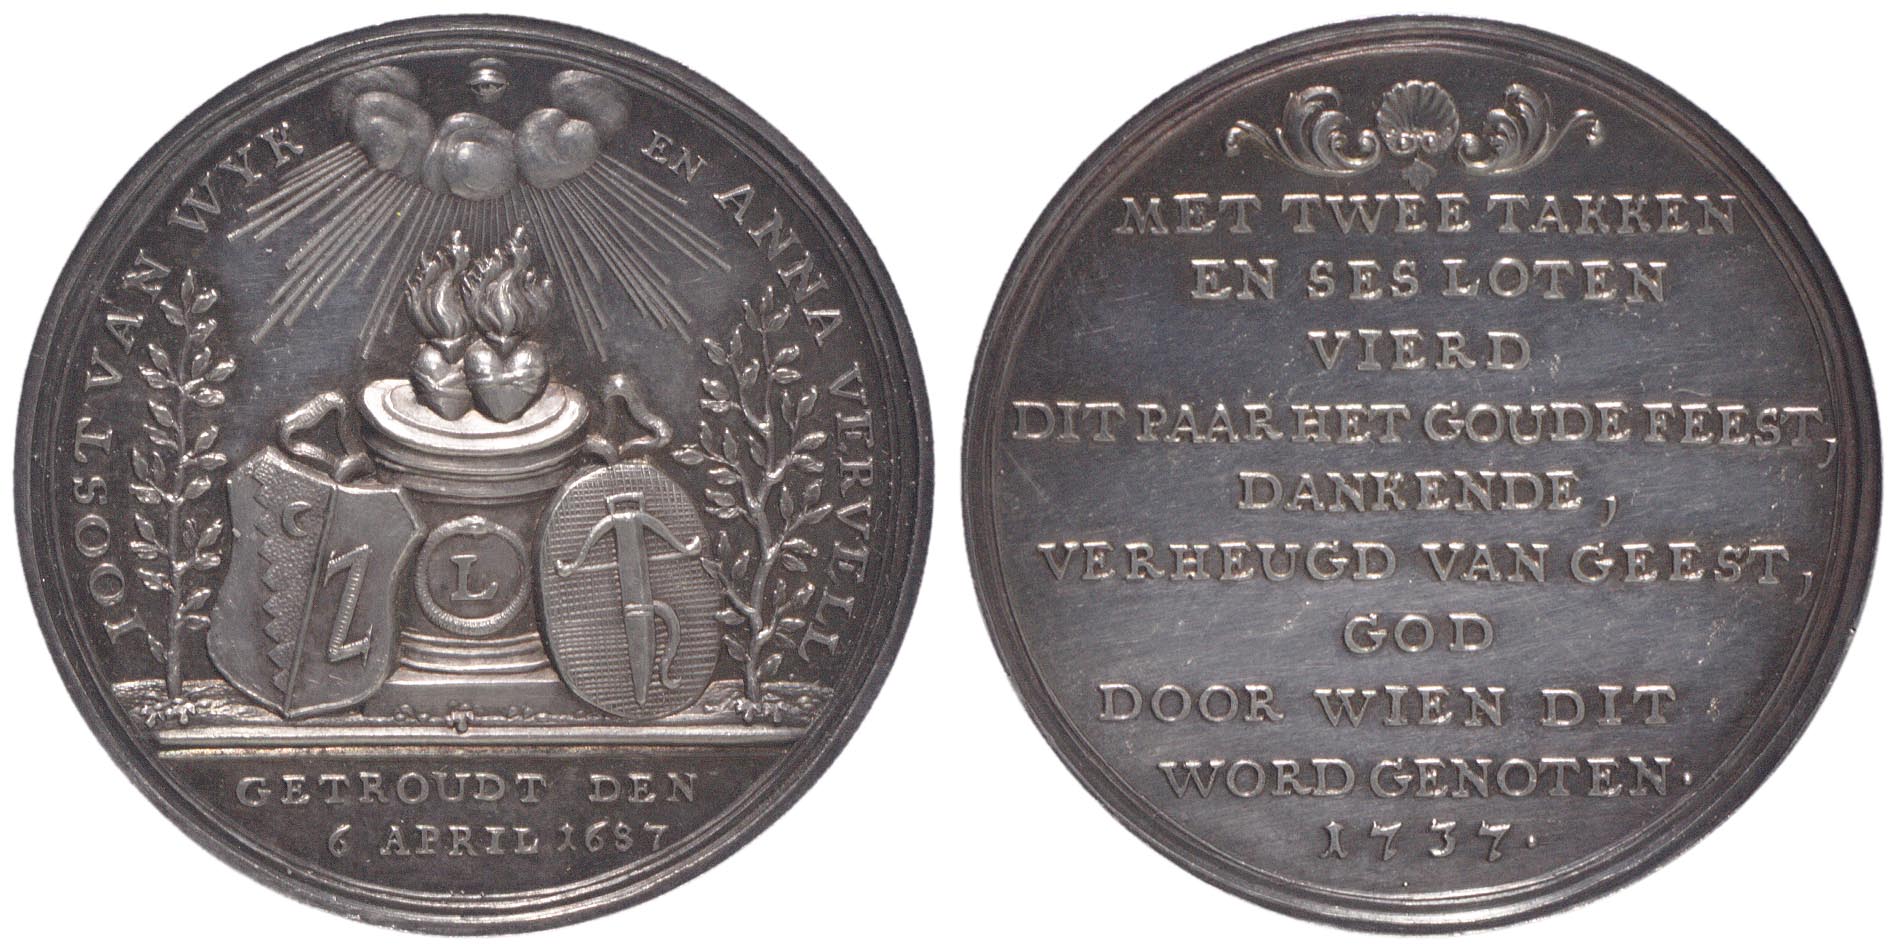 IOOST VAN WYK EN ANNA VERVELL
L
GETROUDT DEN
6 APRIL 1687
MET TWEE TAKKEN
EN SES LOTEN
VIERD
DIT PAAR HET GOUDE FEEST,
DANKENDE,
VERHEUGD VAN GEEST,
GOD
DOOR WIEN DIT
WORD GENOTEN.
1737.